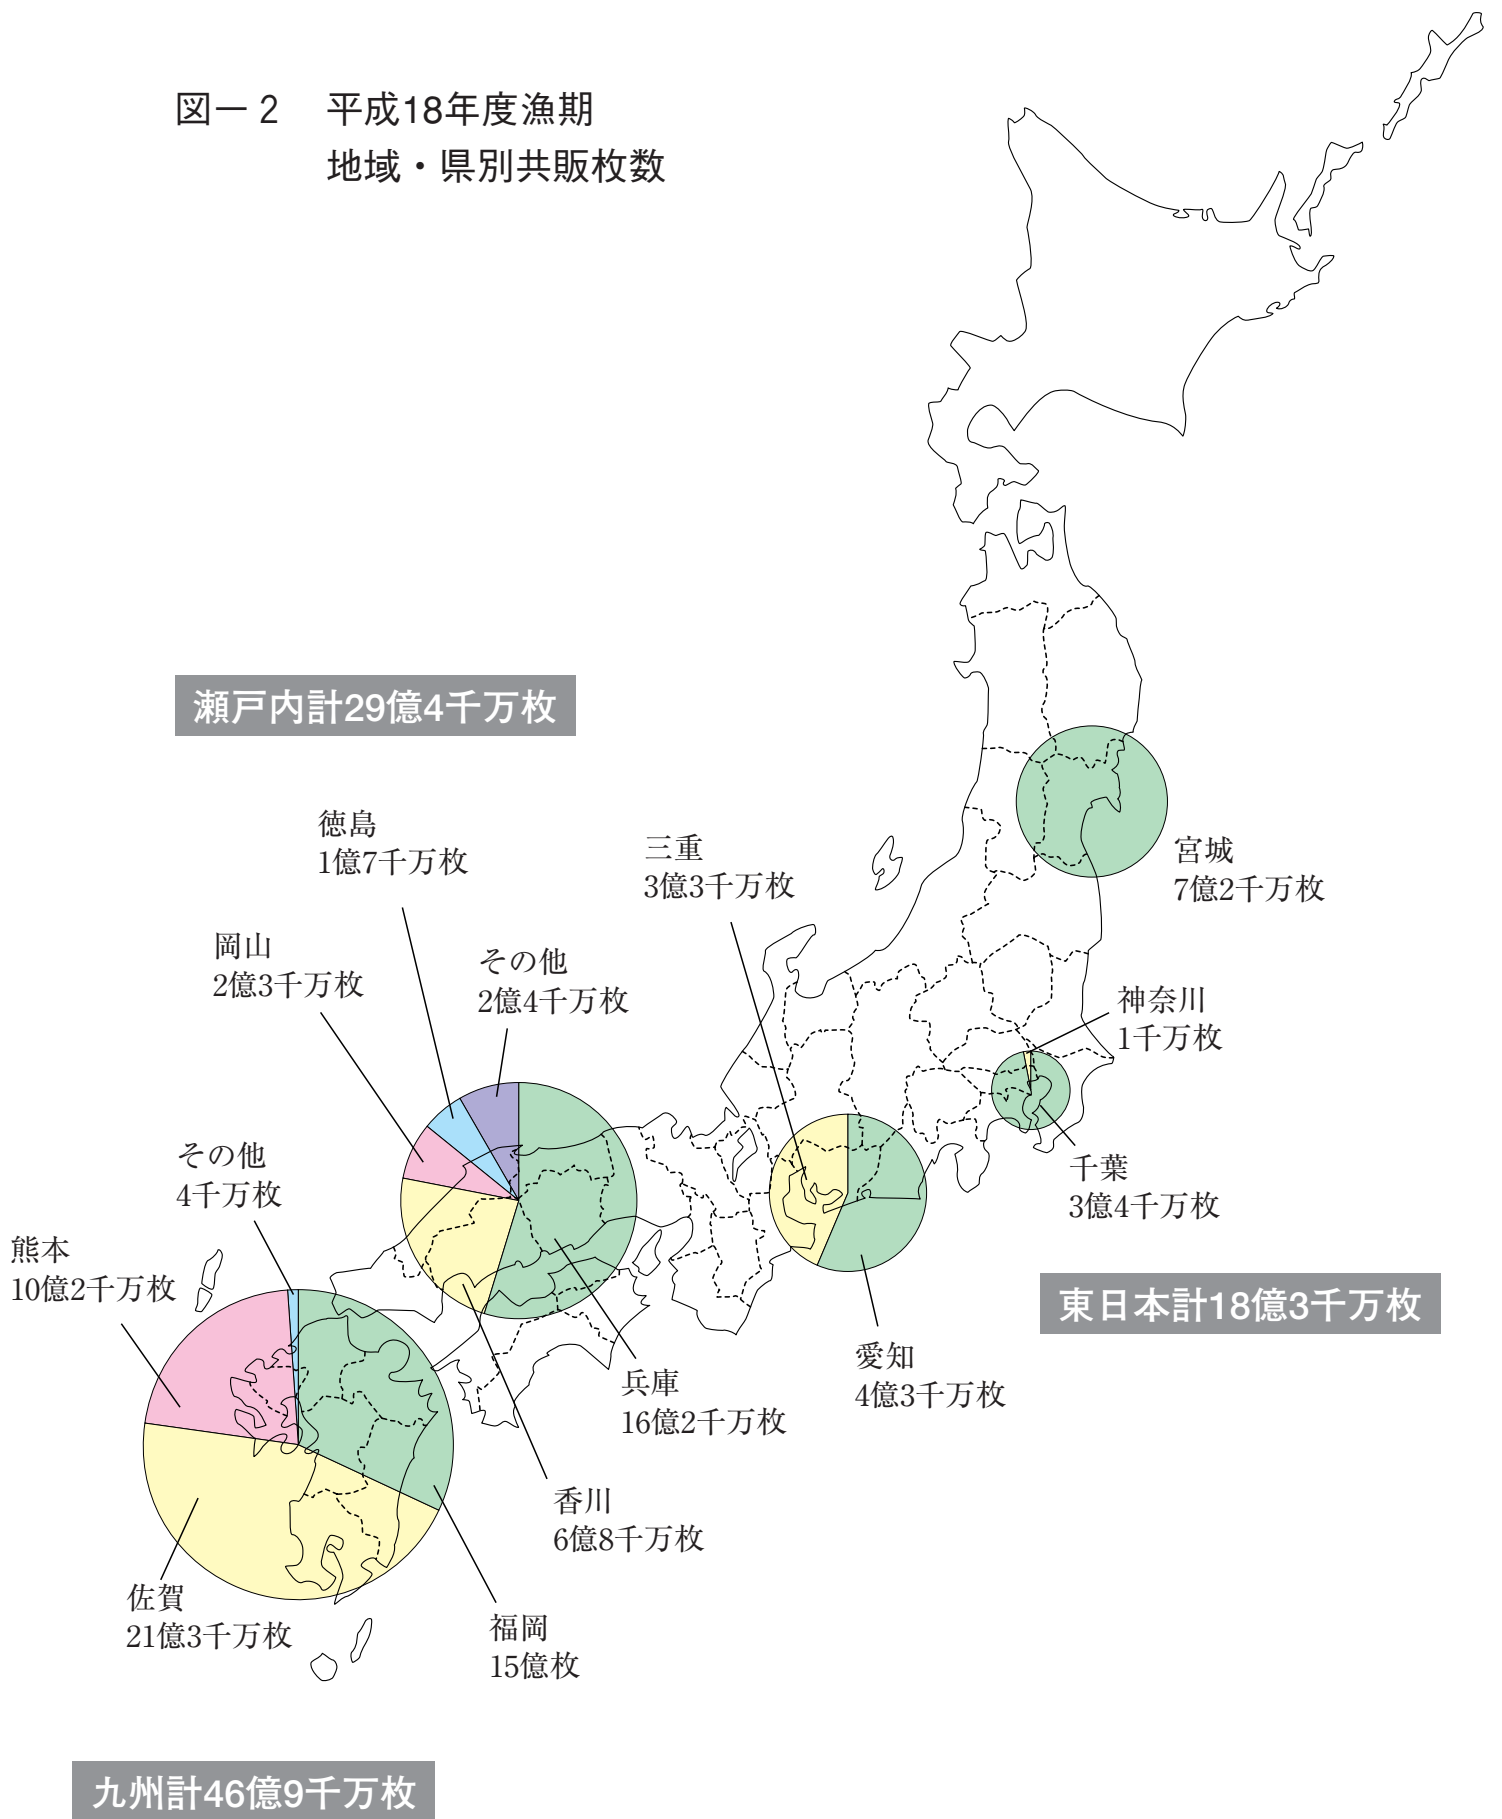 図ー2 平成18年度漁期
地域・県別共販枚数
瀬戸内計29億4千万枚
徳島
1億7千万枚
三重
3億3千万枚
宮城
7億2千万枚
岡山
2億3千万枚
その他
2億4千万枚
神奈川
1千万枚
その他
4千万枚
千葉
3億4千万枚
熊本
10億2千万枚
東日本計18億3千万枚
愛知
4億3千万枚
兵庫
16億2千万枚
香川
6億8千万枚
佐賀
21億3千万枚
福岡
15億枚
九州計46億9千万枚